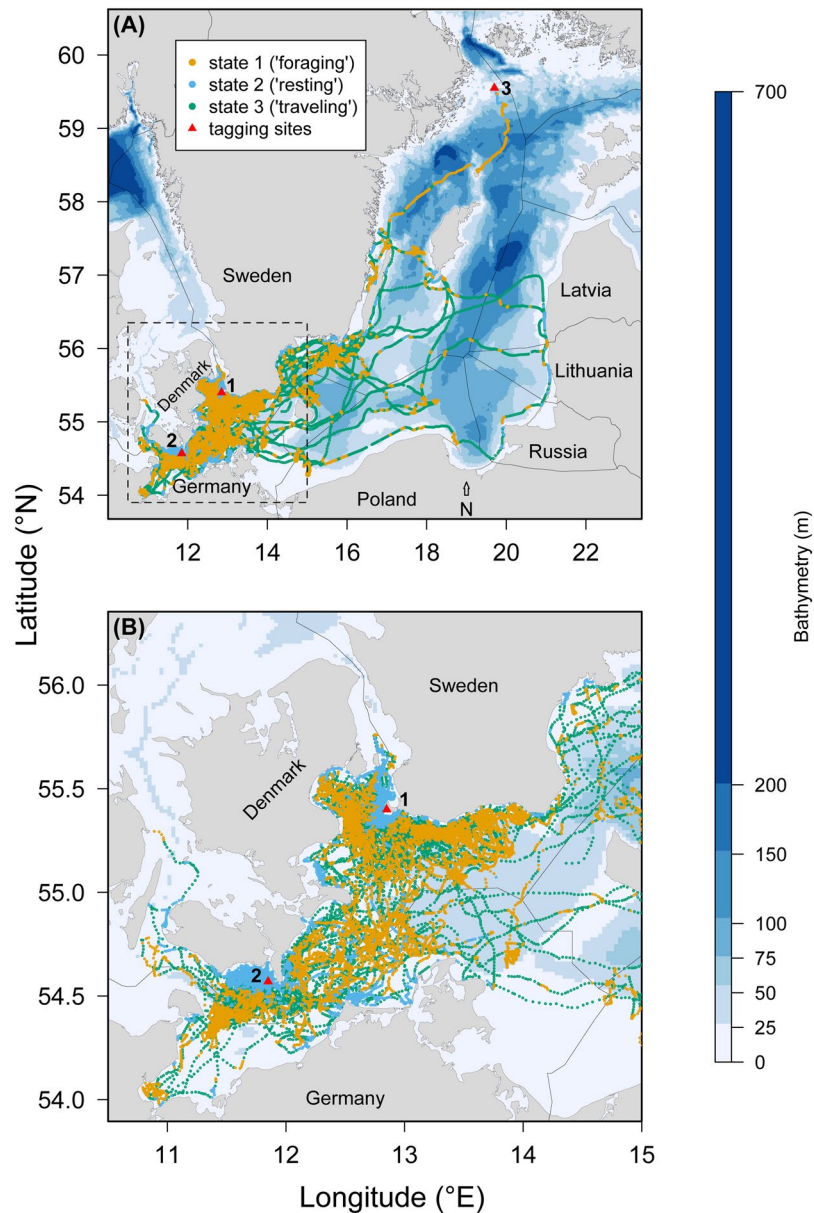 (A)
state 1 ('foraging')
state 2 ('resting')
state 3 ('traveling')
tagging sites
3
Sweden
Latvia
Lithuania
Russia
Denmark
1
2
Germany
Poland
N
60
59
58
57
56
55
54
12 14 16 18 20 22
Latitude (°N)
700
200
150
100
75
50
25
0
Bathymetry (m)
(B)
Sweden
Denmark
1
2
Germany
56.0
55.5
55.0
54.5
54.0
11 12 13 14 15
Longitude (°E)